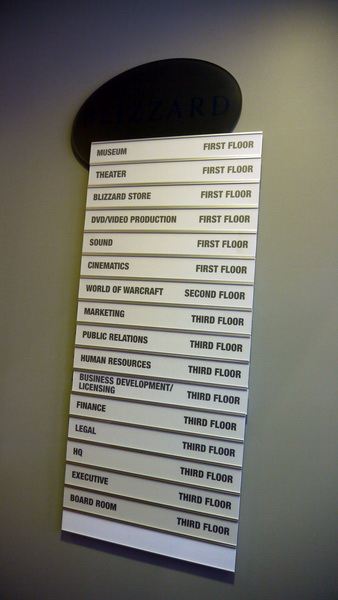 BLIZZARD
MUSEUM FIRST FLOOR
THEATER FIRST FLOOR
BLIZZARD STORE FIRST FLOOR
DVD/VIDEO PRODUCTION FIRST FLOOR
SOUND FIRST FLOOR
CINEMATICS FIRST FLOOR
WORLD OF WARCRAFT SECOND FLOOR
MARKETING THIRD FLOOR
PUBLIC RELATIONS THIRD FLOOR
HUMAN RESOURCES THIRD FLOOR
BUSINESS DEVELOPMENT/
LICENSING THIRD FLOOR
FINANCE THIRD FLOOR
LEGAL THIRD FLOOR
HQ THIRD FLOOR
EXECUTIVE THIRD FLOOR
BOARD ROOM THIRD FLOOR